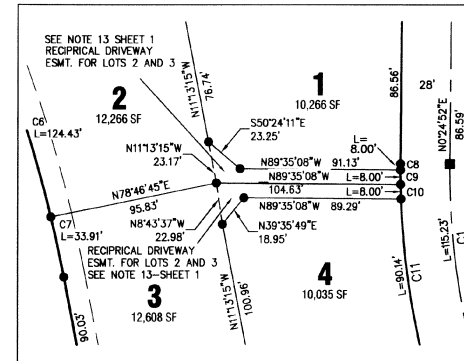 SEE NOTE 13 SHEET 1
RECIPRICAL DRIVEWAY
ESMT. FOR LOTS 2 AND 3
2
12,266 SF
N11°3'15"W
76.74'
1
10,266 SF
86.56'
28'
N0°24'52"E
86.59'
C6
L=124.43'
S50°24'11"E
23.25'
L=
8.00'
C8
N11°13'15"W
23.17'
N89°35'08"W 91.13'
N89°35'08"W
L=8.00'
C9
104.63'
L=8.00'
C10
N78°46'45"E
95.83'
N8°43'37"W
22.98'
N89°35'08"W
89.29'
N39°35'49"E
18.95'
C7
L=33.91'
RECIPRICAL DRIVEWAY
ESMT. FOR LOTS 2 AND 3
SEE NOTE 13-SHEET 1
3
12,608 SF
90.03'
N11°3'15"W
100.96'
4
10,035 SF
L=90.14'
C11
L=115.23'
C1